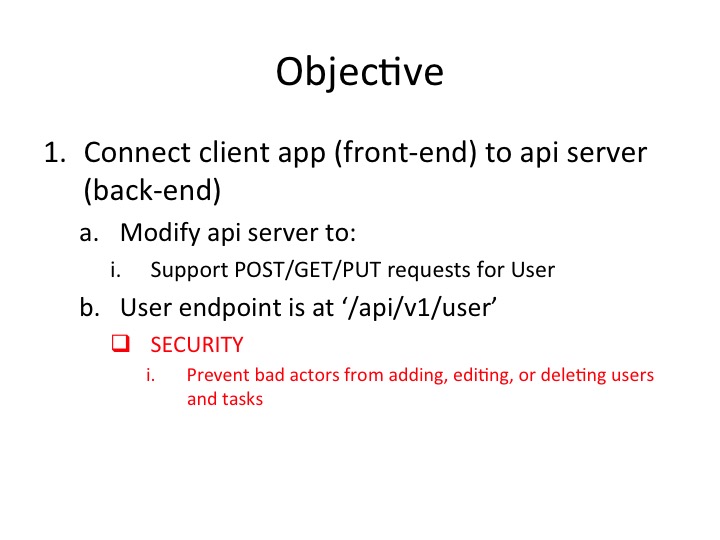 Objective
1. Connect client app (front-end) to api server
(back-end)
a. Modify api server to:
i. Support POST/GET/PUT requests for User
b. User endpoint is at ‘/api/v1/user’
❑ SECURITY
i. Prevent bad actors from adding, editing, or deleting users
and tasks